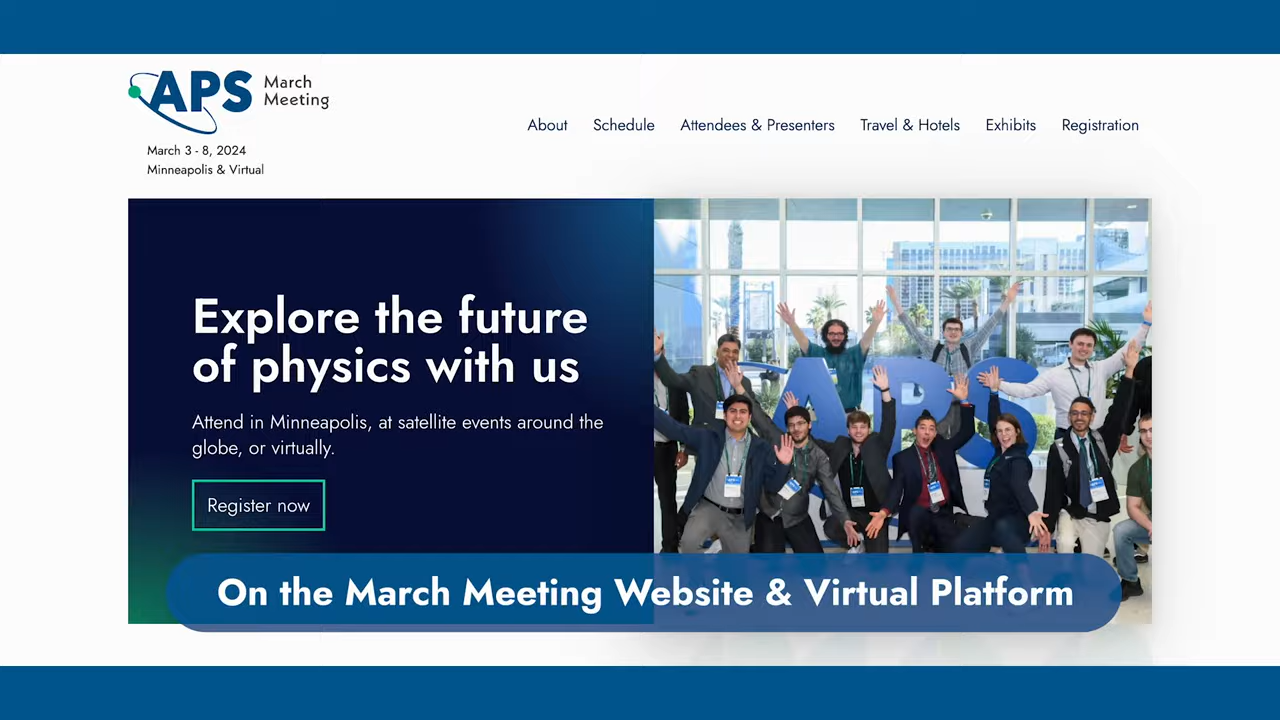 APS March
Meeting
March 3 - 8, 2024
Minneapolis & Virtual
About Schedule Attendees & Presenters Travel & Hotels Exhibits Registration
Explore the future
of physics with us
Attend in Minneapolis, at satellite events around the
globe, or virtually.
Register now
APS
On the March Meeting Website & Virtual Platform